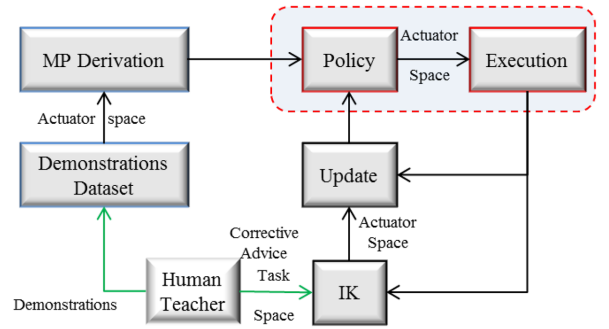 MP Derivation
Policy
Actuator
Space
Execution
Actuator space
Demonstrations
Dataset
Update
Actuator
Space
Corrective
Advice
Task
Space
Human
Teacher
IK
Demonstrations